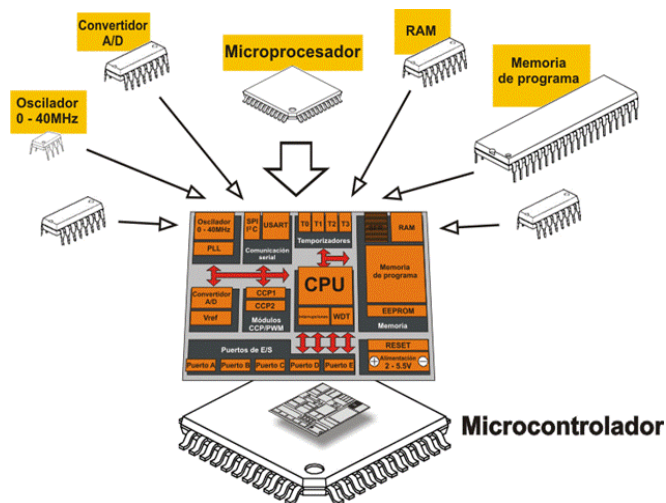 Convertidor
A/D
Microprocesador
RAM
Memoria
de programa
Oscilador
0 - 40MHz
Oscilador
0 - 40MHz
PLL
SPI
I²C
USART
Comunicación
serial
T0 T1 T2 T3
Temporizadores
RAM
Memoria
de programa
EEPROM
Memoria
CPU
WDT
Convertidor
A/D
Vref
CCP1
CCP2
Módulos
CCP/PWM
Puertos de E/S
Puerto A Puerto B Puerto C Puerto D Puerto E
RESET
Alimentación
2 - 5.5V
Microcontrolador